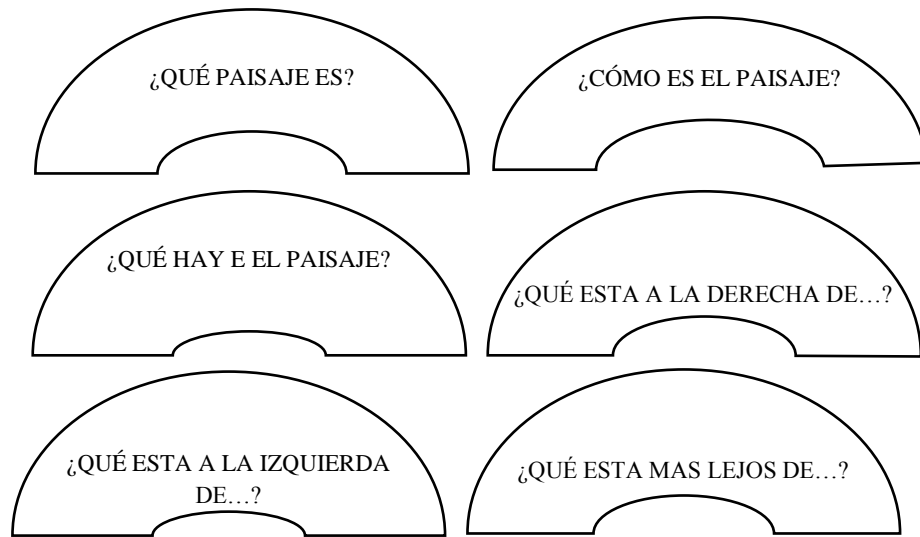 ¿QUÉ PAISAJE ES?
¿CÓMO ES EL PAISAJE?
¿QUÉ HAY E EL PAISAJE?
¿QUÉ ESTA A LA DERECHA DE…?
¿QUÉ ESTA A LA IZQUIERDA
DE…?
¿QUÉ ESTA MAS LEJOS DE…?